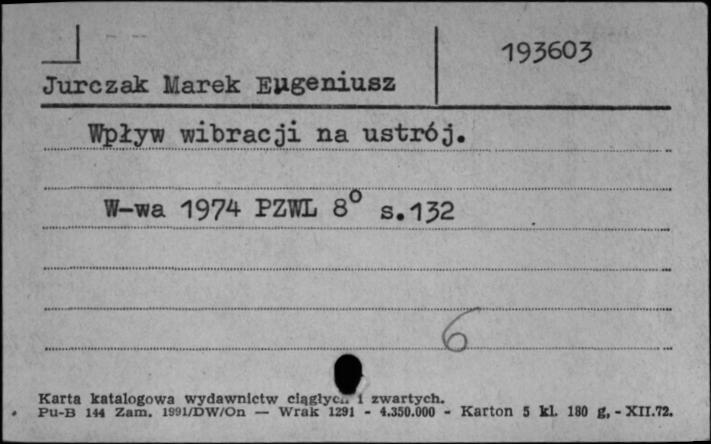 193603
Jurczak Marek Eugeniusz
Wpływ wibracji na ustrój.
W-wa 1974 PZWL 8° s.132
6
Karta katalogowa wydawnictw ciągłych i zwartych.
Pu-B 144 Zam. 1991/DW/On — Wrak 1291 - 4.350.000 - Karton 5 kl. 180 g, - XII.72.